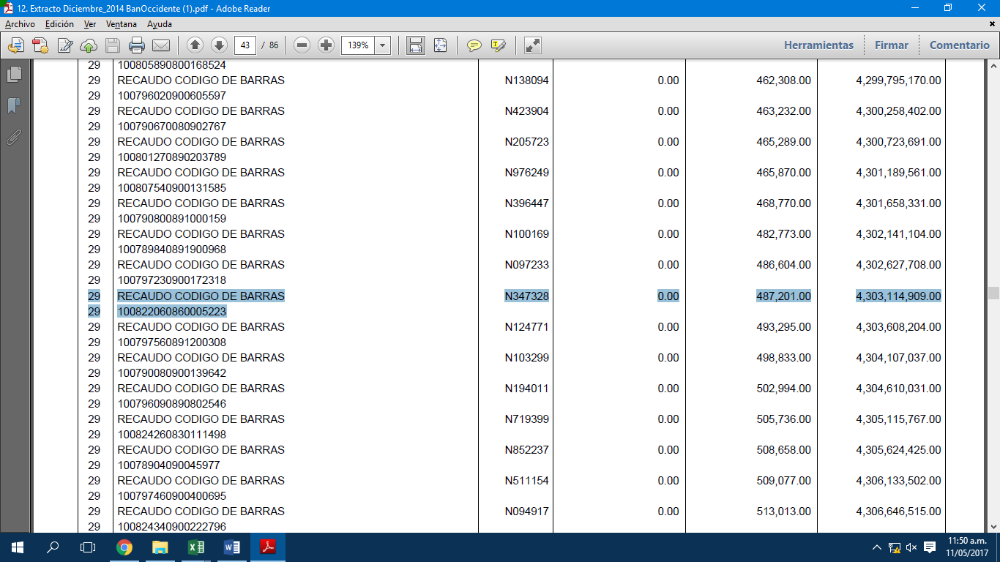 12. Extracto Diciembre_2014 BanOccidente (1).pdf - Adobe Reader
Archivo Edición Ver Ventana Ayuda
43 / 86 139% Herramientas Firmar Comentario
29 100805890800168524
29 RECAUDO CODIGO DE BARRAS N138094 0.00 462,308.00 4,299,795,170.00
29 100796020900605597
29 RECAUDO CODIGO DE BARRAS N423904 0.00 463,232.00 4,300,258,402.00
29 100790670080902767
29 RECAUDO CODIGO DE BARRAS N205723 0.00 465,289.00 4,300,723,691.00
29 100801270890203789
29 RECAUDO CODIGO DE BARRAS N976249 0.00 465,870.00 4,301,189,561.00
29 100807540900131585
29 RECAUDO CODIGO DE BARRAS N396447 0.00 468,770.00 4,301,658,331.00
29 100790800891000159
29 RECAUDO CODIGO DE BARRAS N100169 0.00 482,773.00 4,302,141,104.00
29 100789840891900968
29 RECAUDO CODIGO DE BARRAS N097233 0.00 486,604.00 4,302,627,708.00
29 100797230900172318
29 RECAUDO CODIGO DE BARRAS N347328 0.00 487,201.00 4,303,114,909.00
29 100822060860005223
29 RECAUDO CODIGO DE BARRAS N124771 0.00 493,295.00 4,303,608,204.00
29 100797560891200308
29 RECAUDO CODIGO DE BARRAS N103299 0.00 498,833.00 4,304,107,037.00
29 100790080900139642
29 RECAUDO CODIGO DE BARRAS N194011 0.00 502,994.00 4,304,610,031.00
29 100796090890802546
29 RECAUDO CODIGO DE BARRAS N719399 0.00 505,736.00 4,305,115,767.00
29 100824260830111498
29 RECAUDO CODIGO DE BARRAS N852237 0.00 508,658.00 4,305,624,425.00
29 10078904090045977
29 RECAUDO CODIGO DE BARRAS N511154 0.00 509,077.00 4,306,133,502.00
29 100797460900400695
29 RECAUDO CODIGO DE BARRAS N094917 0.00 513,013.00 4,306,646,515.00
29 100824340900222796
11:50 a.m.
11/05/2017